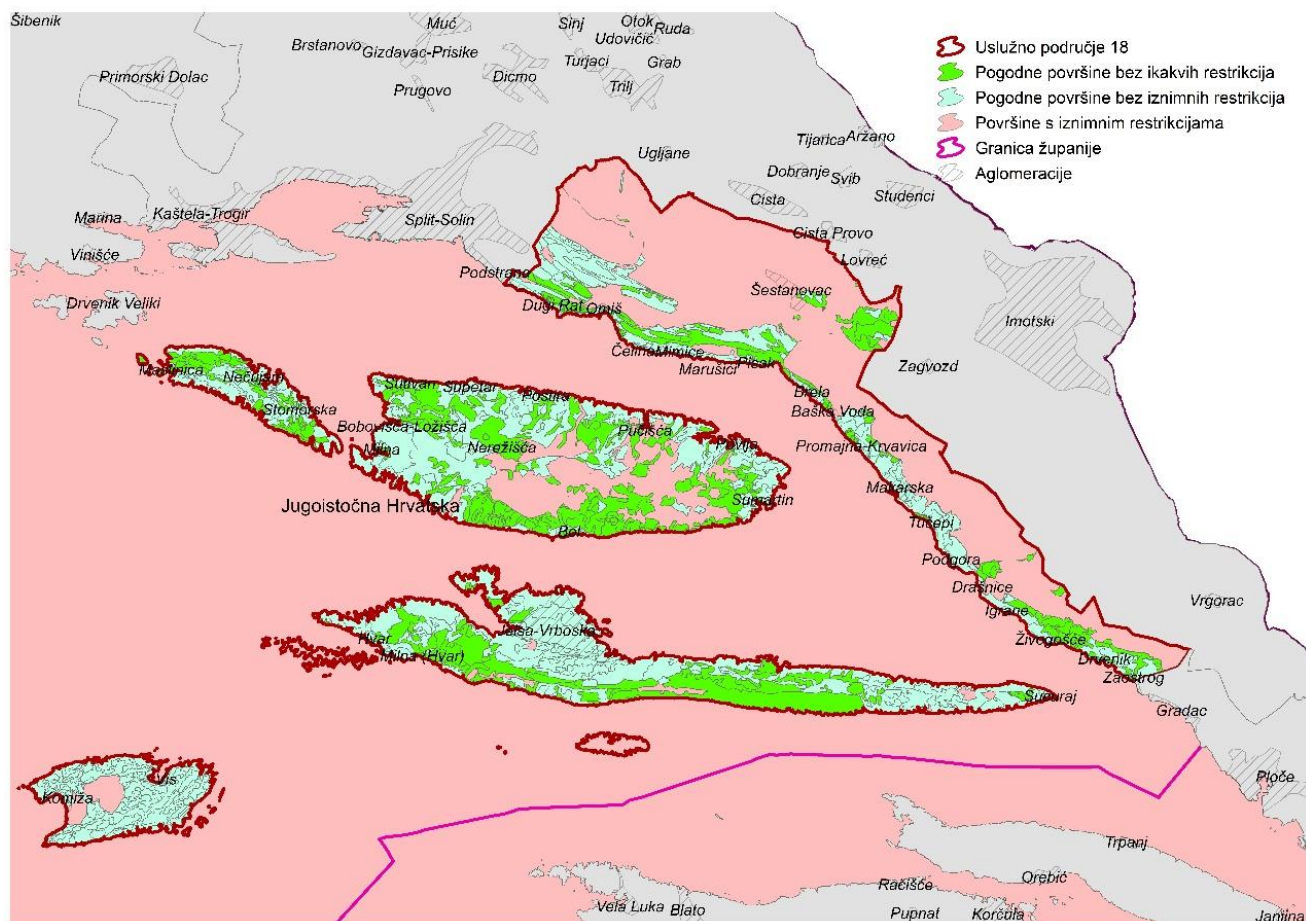 Šibenik
Muć
Sinj
Otok
Ruda
Udovičić
Brstanovo
Gizdavac-Prisike
Turjaci
Grab
Primorski Dolac
Dicmo
Trilj
Prugovo
Uslužno područje 18
Pogodne površine bez ikakvih restrikcija
Pogodne površine bez iznimnih restrikcija
Površine s iznimnim restrikcijama
Granica županije
Aglomeracije
Tijarica
Aržano
Ugljane
Dobranje
Svib
Cista
Studenci
Marina
Kaštela-Trogir
Split-Solin
Cista Provo
Vinišće
Lovreć
Podstrana
Šestanovac
Drvenik Veliki
Dugi Rat
Omiš
Imotski
Čelina
Mimice
Marušići
Pisak
Zagvozd
Maslinica
Nečujam
Stomorska
Sutivan
Supetar
Postira
Brela
Baška Voda
Bobovišća-Ložišća
Pučišća
Povlja
Promajna-Krvavica
Milna
Nerežišća
Makarska
Sumartin
Jugoistočna Hrvatska
Tučepi
Bol
Podgora
Drašnice
Igrane
Vrgorac
Jelsa-Vrboska
Hvar
Milna (Hvar)
Živogošće
Drvenik
Zaostrog
Sućuraj
Gradac
Vis
Komiža
Ploče
Trpanj
Orebić
Račišće
Vela Luka
Blato
Pupnat
Korčula
Janjina